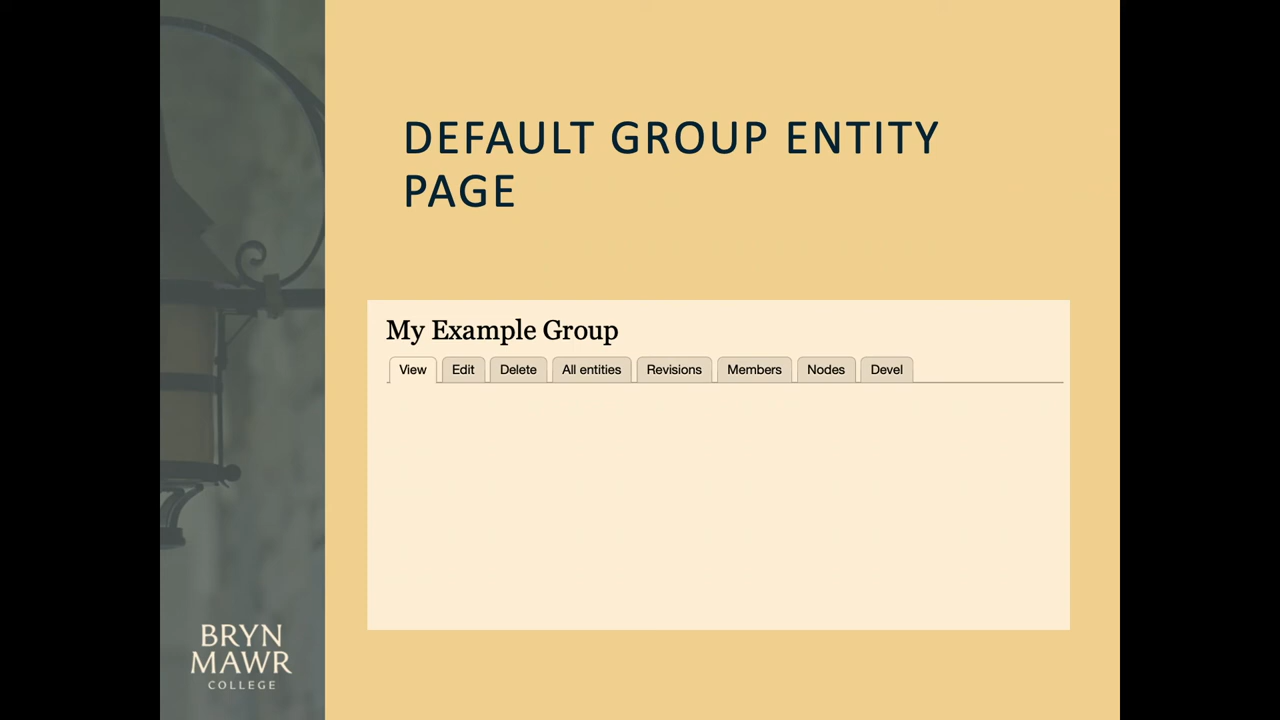 DEFAULT GROUP ENTITY
PAGE
My Example Group
View Edit Delete All entities Revisions Members Nodes Devel
BRYN
MAWR
COLLEGE